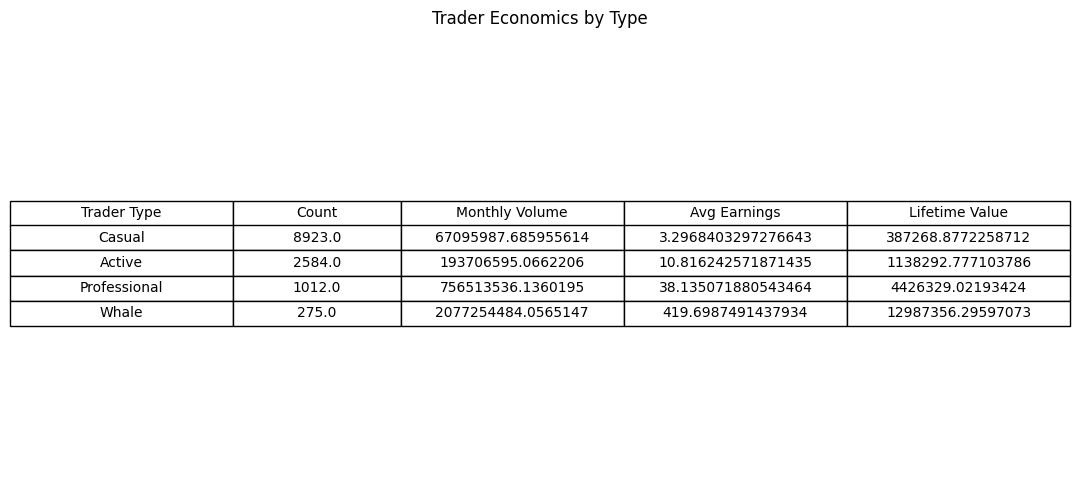 Trader Economics by Type
Trader Type Count Monthly Volume Avg Earnings Lifetime Value
Casual 8923.0 67095987.685955614 3.2968403297276643 387268.8772258712
Active 2584.0 193706595.0662206 10.816242571871435 1138292.777103786
Professional 1012.0 756513536.1360195 38.135071880543464 4426329.02193424
Whale 275.0 2077254484.0565147 419.6987491437934 12987356.29597073